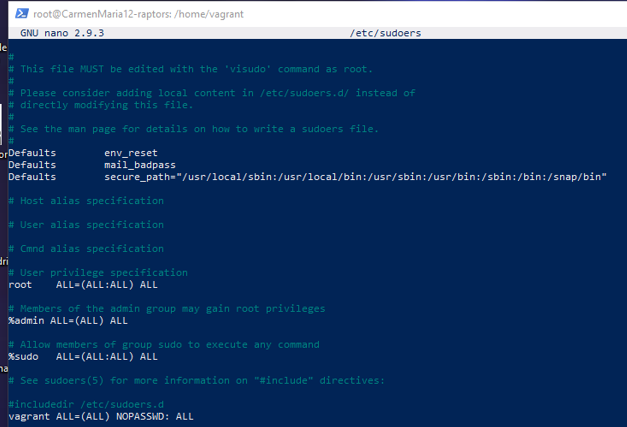 root@CarmenMaria12-raptors: /home/vagrant
GNU nano 2.9.3 /etc/sudoers
#
# This file MUST be edited with the 'visudo' command as root.
#
# Please consider adding local content in /etc/sudoers.d/ instead of
# directly modifying this file.
#
# See the man page for details on how to write a sudoers file.
#
Defaults env_reset
Defaults mail_badpass
Defaults secure_path="/usr/local/sbin:/usr/local/bin:/usr/sbin:/usr/bin:/sbin:/bin:/snap/bin"
# Host alias specification
# User alias specification
# Cmnd alias specification
# User privilege specification
root ALL=(ALL:ALL) ALL
# Members of the admin group may gain root privileges
%admin ALL=(ALL) ALL
# Allow members of group sudo to execute any command
%sudo ALL=(ALL:ALL) ALL
# See sudoers(5) for more information on "#include" directives:
#includedir /etc/sudoers.d
vagrant ALL=(ALL) NOPASSWD: ALL